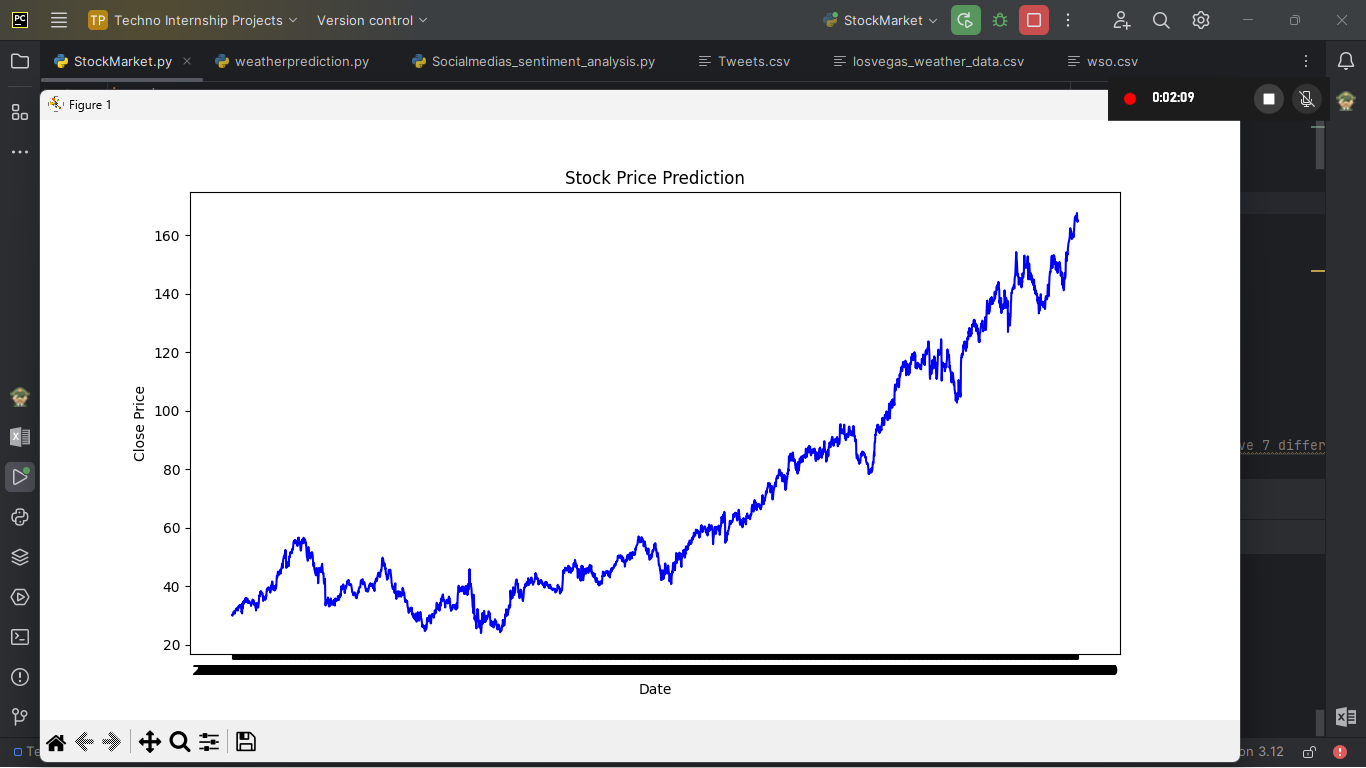 PC TP Techno Internship Projects Version control StockMarket
StockMarket.py weatherprediction.py Socialmedias_sentiment_analysis.py Tweets.csv losvegas_weather_data.csv wso.csv
Figure 1
0:02:09
Stock Price Prediction
160
140
120
100
80
60
40
20
Close Price
ve 7 differ
Date
Te
on 3.12